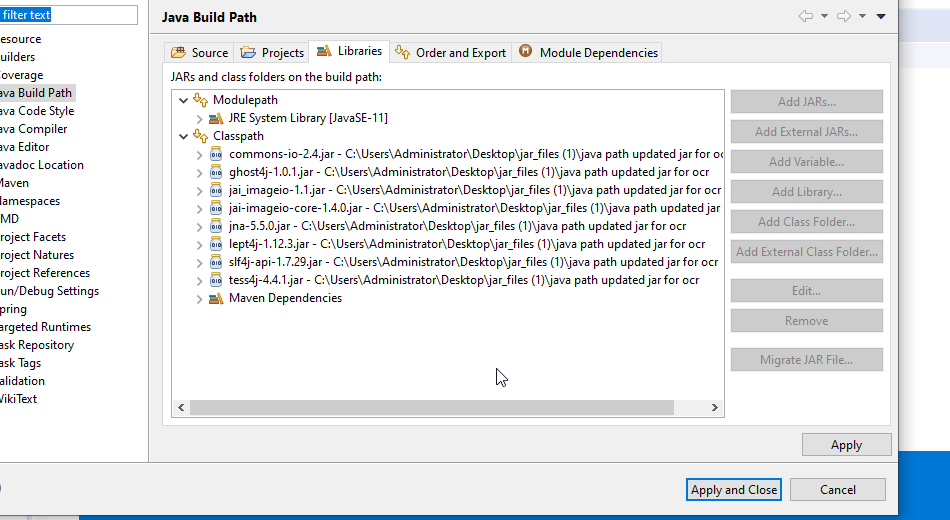 filter text
Java Build Path
esource
uilders
overage
ava Build Path
ava Code Style
ava Compiler
ava Editor
avadoc Location
Maven
amespaces
MD
roject Facets
roject Natures
roject References
un/Debug Settings
pring
argeted Runtimes
ask Repository
ask Tags
alidation
VikiText
Source Projects Libraries Order and Export Module Dependencies
JARs and class folders on the build path:
Modulepath
JRE System Library [JavaSE-11]
Classpath
commons-io-2.4.jar - C:\Users\Administrator\Desktop\jar_files (1)\java path updated jar for oc
ghost4j-1.0.1.jar - C:\Users\Administrator\Desktop\jar_files (1)\java path updated jar for ocr
jai_imageio-1.1.jar - C:\Users\Administrator\Desktop\jar_files (1)\java path updated jar for ocr
jai-imageio-core-1.4.0.jar - C:\Users\Administrator\Desktop\jar_files (1)\java path updated jar
jna-5.5.0.jar - C:\Users\Administrator\Desktop\jar_files (1)\java path updated jar for ocr
lept4j-1.12.3.jar - C:\Users\Administrator\Desktop\jar_files (1)\java path updated jar for ocr
slf4j-api-1.7.29.jar - C:\Users\Administrator\Desktop\jar_files (1)\java path updated jar for ocr
tess4j-4.4.1.jar - C:\Users\Administrator\Desktop\jar_files (1)\java path updated jar for ocr
Maven Dependencies
Add JARs...
Add External JARs...
Add Variable...
Add Library...
Add Class Folder...
Add External Class Folder...
Edit...
Remove
Migrate JAR File...
Apply
Apply and Close Cancel